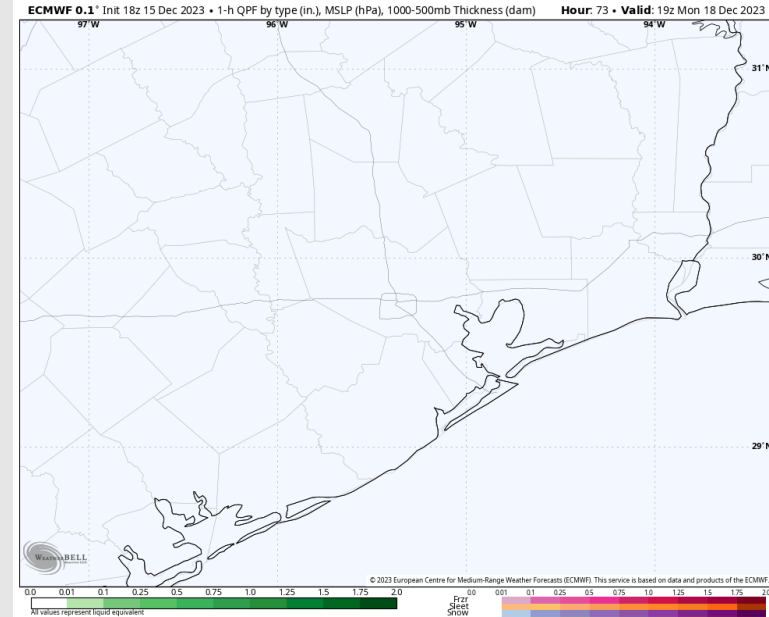 ECMWF 0.1° Init 18z 15 Dec 2023 • 1-h QPF by type (in.), MSLP (hPa), 1000-500mb Thickness (dam) Hour: 73 • Valid: 19z Mon 18 Dec 2023
97°W 96°W 95°W 94°W
31°N
30°N
29°N
WeatherBELL
© 2023 European Centre for Medium-Range Weather Forecasts (ECMWF). This service is based on data and products of the ECMWF.
0.0 0.01 0.1 0.25 0.5 0.75 1.0 1.25 1.5 1.75 2.0
0.0 0.01 0.1 0.25 0.5 0.75 1.0 1.25 1.5 1.75 2.0
Frzr
Sleet
Snow
All values represent liquid equivalent